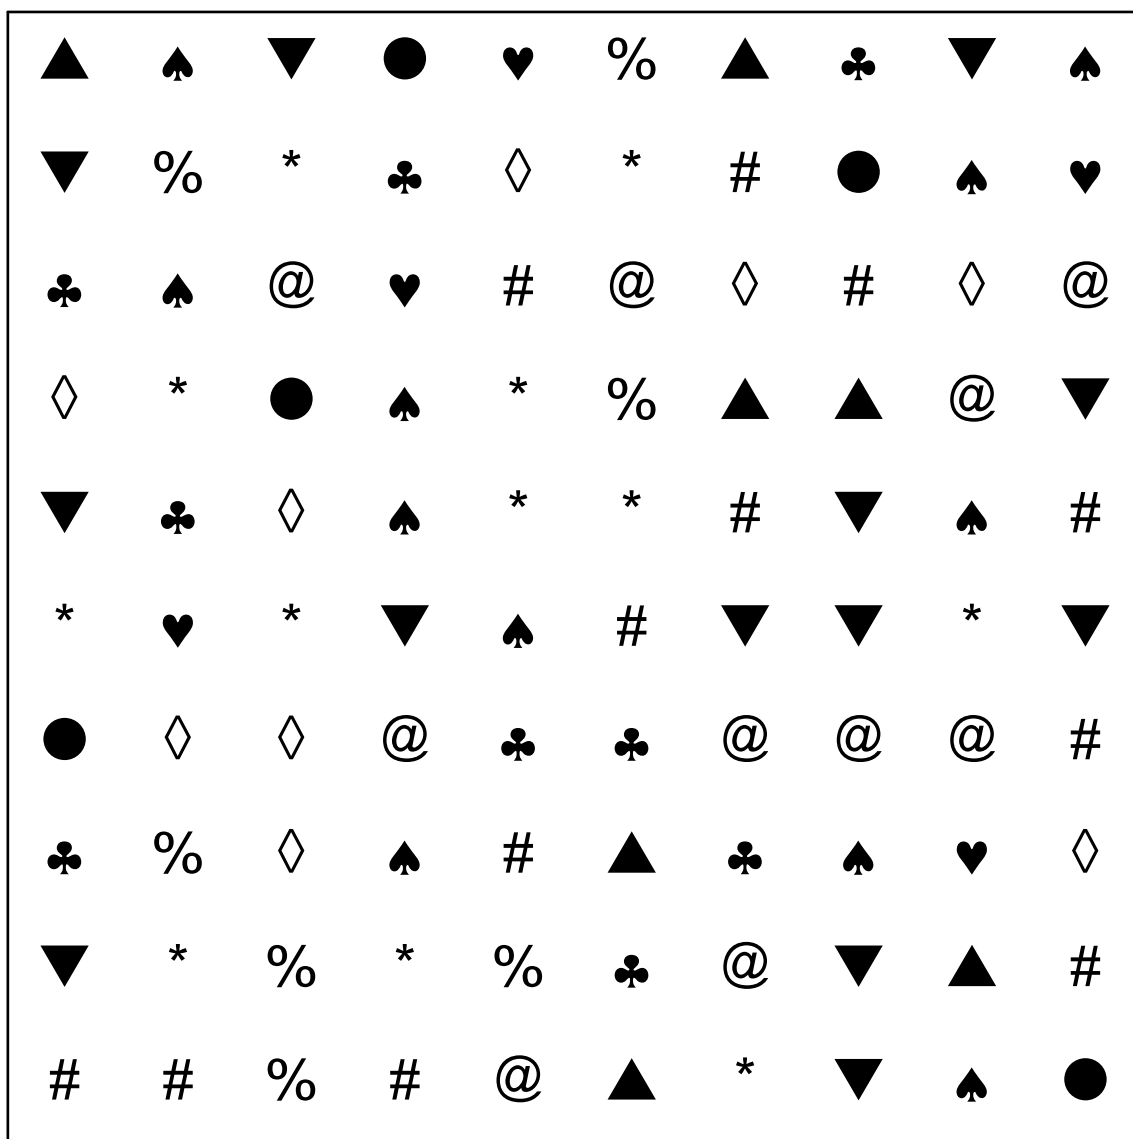 ▲ ♠ ▼ ● ♥ % ▲ ♣ ▼ ♠
▼ % * ♣ ◊ * # ● ♠ ♥
♣ ♠ @ ♥ # @ ◊ # ◊ @
◊ * ● ♠ * % ▲ ▲ @ ▼
▼ ♣ ◊ ♠ * * # ▼ ♠ #
* ♥ * ▼ ♠ # ▼ ▼ * ▼
● ◊ ◊ @ ♣ ♣ @ @ @ #
♣ % ◊ ♠ # ▲ ♣ ♠ ♥ ◊
▼ * % * % ♣ @ ▼ ▲ #
# # % # @ ▲ * ▼ ♠ ●